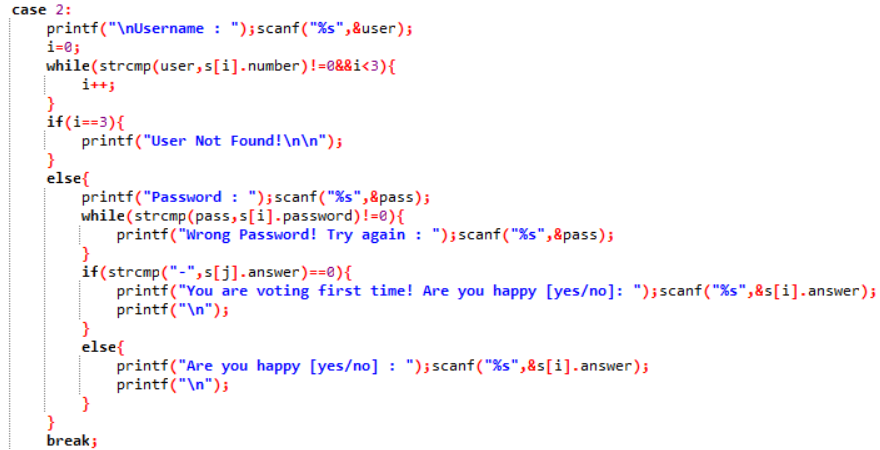 case 2:
printf("\nUsername : ");scanf("%s",&user);
i=0;
while(strcmp(user,s[i].number)!=0&&i<3){
i++;
}
if(i==3){
printf("User Not Found!\n\n");
}
else{
printf("Password : ");scanf("%s",&pass);
while(strcmp(pass,s[i].password)!=0){
printf("Wrong Password! Try again : ");scanf("%s",&pass);
}
if(strcmp("-",s[j].answer)==0){
printf("You are voting first time! Are you happy [yes/no]: ");scanf("%s",&s[i].answer);
printf("\n");
}
else{
printf("Are you happy [yes/no] : ");scanf("%s",&s[i].answer);
printf("\n");
}
}
break;